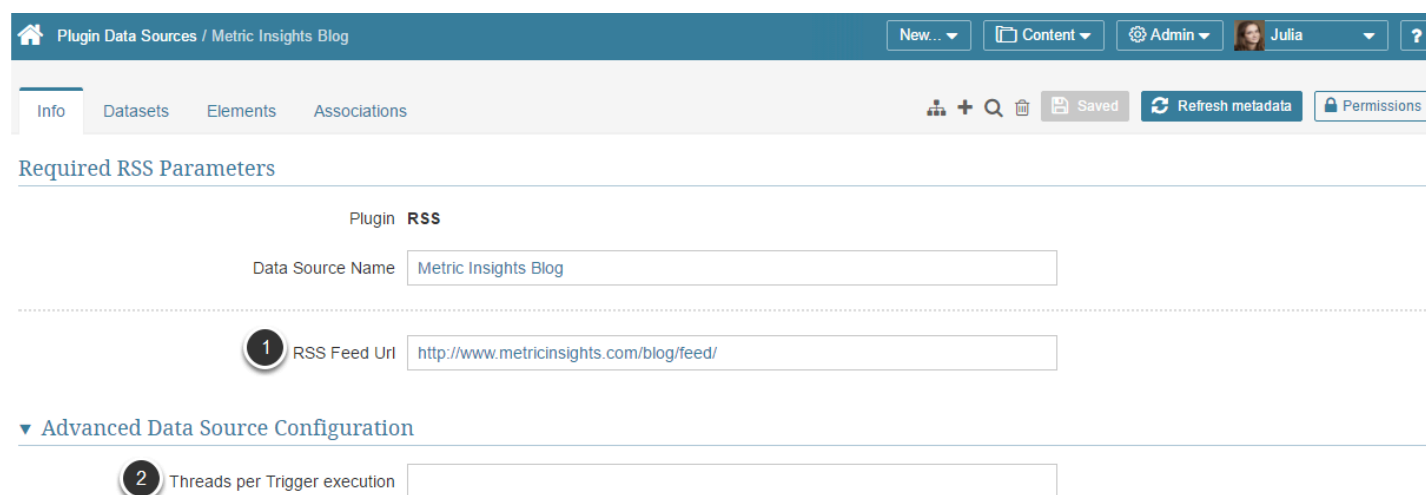 Plugin Data Sources / Metric Insights Blog New... Content Admin Julia ?
Info Datasets Elements Associations Saved Refresh metadata Permissions
Required RSS Parameters
Plugin RSS
Data Source Name Metric Insights Blog
1 RSS Feed Url http://www.metricinsights.com/blog/feed/
Advanced Data Source Configuration
2 Threads per Trigger execution